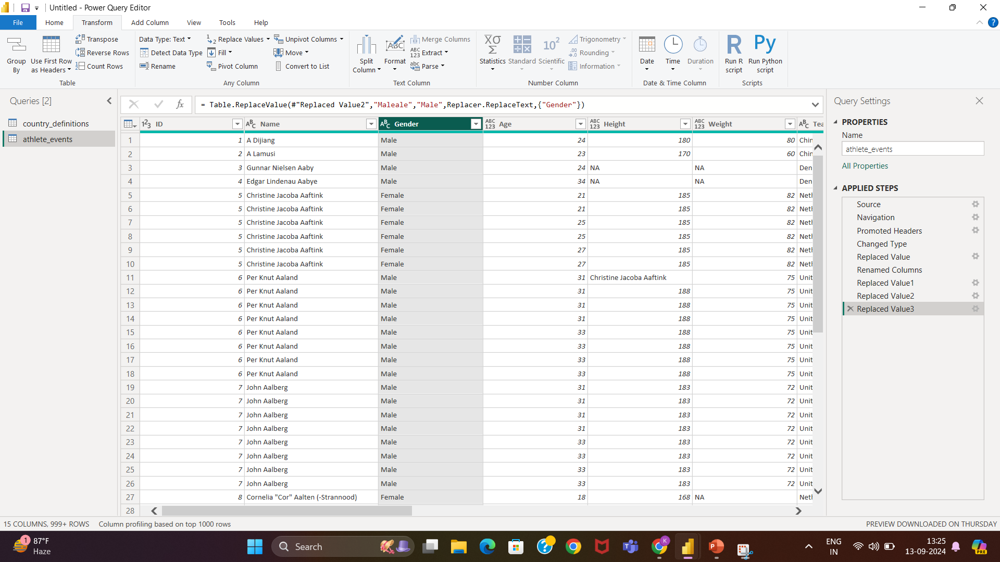 Untitled - Power Query Editor
File Home Transform Add Column View Tools Help
Group By
Use First Row as Headers
Transpose
Reverse Rows
Count Rows
Table
Data Type: Text
Detect Data Type
Rename
Replace Values
Fill
Pivot Column
Unpivot Columns
Move
Convert to List
Any Column
Split Column
Format
Merge Columns
Extract
Parse
Text Column
Statistics
Standard
Scientific
Trigonometry
Rounding
Information
Number Column
Date
Time
Duration
Date & Time Column
Run R script
Run Python script
Scripts
Queries [2]
country_definitions
athlete_events
= Table.ReplaceValue(#"Replaced Value2","Maleale","Male",Replacer.ReplaceText,{"Gender"})
ID Name Gender Age Height Weight Tea
1 1 A Dijiang Male 24 180 80 Chin
2 2 A Lamusi Male 23 170 60 Chin
3 3 Gunnar Nielsen Aaby Male 24 NA NA Den
4 4 Edgar Lindenau Aabye Male 34 NA NA Den
5 5 Christine Jacoba Aaftink Female 21 185 82 Neth
6 5 Christine Jacoba Aaftink Female 21 185 82 Neth
7 5 Christine Jacoba Aaftink Female 25 185 82 Neth
8 5 Christine Jacoba Aaftink Female 25 185 82 Neth
9 5 Christine Jacoba Aaftink Female 27 185 82 Neth
10 5 Christine Jacoba Aaftink Female 27 185 82 Neth
11 6 Per Knut Aaland Male 31 Christine Jacoba Aaftink 75 Unit
12 6 Per Knut Aaland Male 31 188 75 Unit
13 6 Per Knut Aaland Male 31 188 75 Unit
14 6 Per Knut Aaland Male 31 188 75 Unit
15 6 Per Knut Aaland Male 33 188 75 Unit
16 6 Per Knut Aaland Male 33 188 75 Unit
17 6 Per Knut Aaland Male 33 188 75 Unit
18 6 Per Knut Aaland Male 33 188 75 Unit
19 7 John Aalberg Male 31 183 72 Unit
20 7 John Aalberg Male 31 183 72 Unit
21 7 John Aalberg Male 31 183 72 Unit
22 7 John Aalberg Male 31 183 72 Unit
23 7 John Aalberg Male 33 183 72 Unit
24 7 John Aalberg Male 33 183 72 Unit
25 7 John Aalberg Male 33 183 72 Unit
26 7 John Aalberg Male 33 183 72 Unit
27 8 Cornelia "Cor" Aalten (-Strannood) Female 18 168 NA Neth
28
Query Settings
PROPERTIES
Name
athlete_events
All Properties
APPLIED STEPS
Source
Navigation
Promoted Headers
Changed Type
Replaced Value
Renamed Columns
Replaced Value1
Replaced Value2
Replaced Value3
15 COLUMNS, 999+ ROWS Column profiling based on top 1000 rows PREVIEW DOWNLOADED ON THURSDAY
1
87°F
Haze
Search
ENG
IN
13:25
13-09-2024